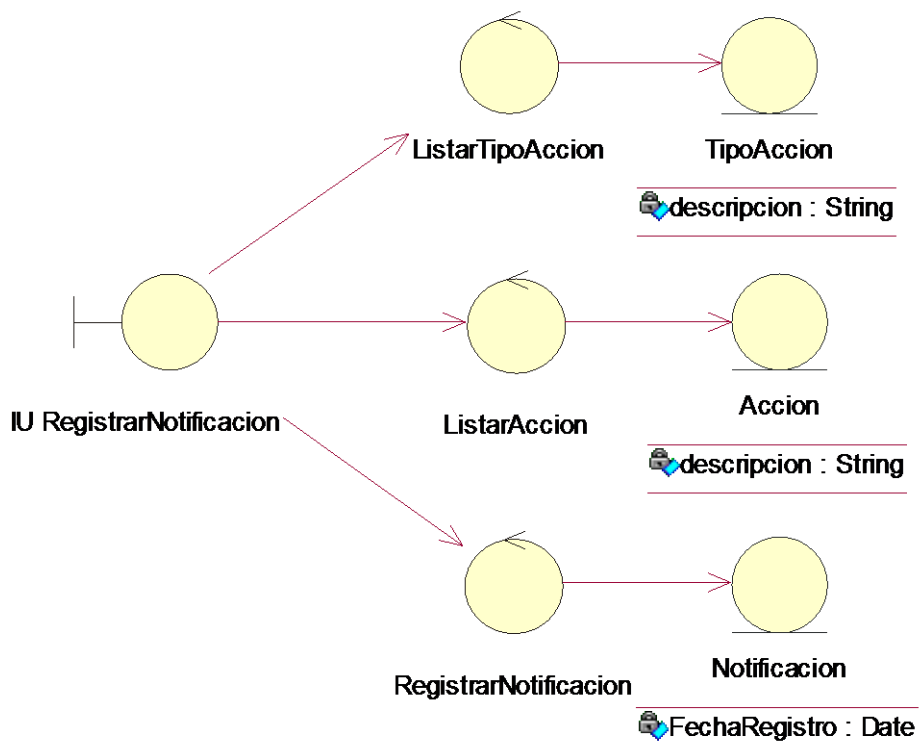 ListarTipoAccion
TipoAccion
descripcion : String
IU RegistrarNotificacion
ListarAccion
Accion
descripcion : String
RegistrarNotificacion
Notificacion
FechaRegistro : Date